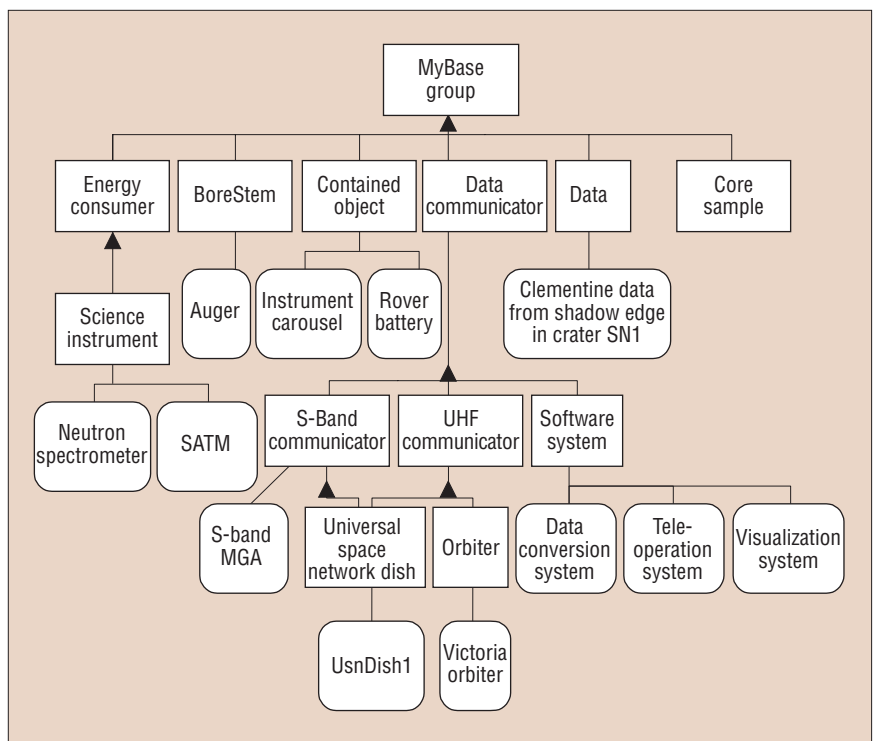 MyBase
group
Energy
consumer
BoreStem
Contained
object
Data
communicator
Data
Core
sample
Science
instrument
Auger
Instrument
carousel
Rover
battery
Clementine data
from shadow edge
in crater SN1
Neutron
spectrometer
SATM
S-Band
communicator
UHF
communicator
Software
system
S-band
MGA
Universal
space
network dish
Orbiter
Data
conversion
system
Tele-
operation
system
Visualization
system
UsnDish1
Victoria
orbiter